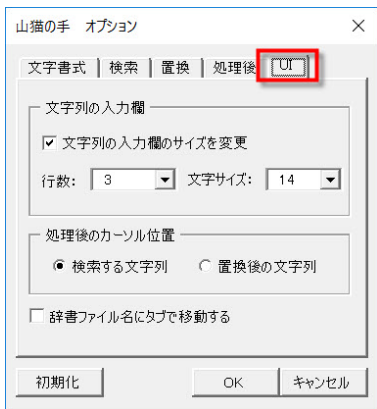 山猫の手 オプション
文字書式 検索 置換 処理後 UI
文字列の入力欄
文字列の入力欄のサイズを変更
行数: 3 文字サイズ: 14
処理後のカーソル位置
検索する文字列 置換後の文字列
辞書ファイル名にタブで移動する
初期化 OK キャンセル